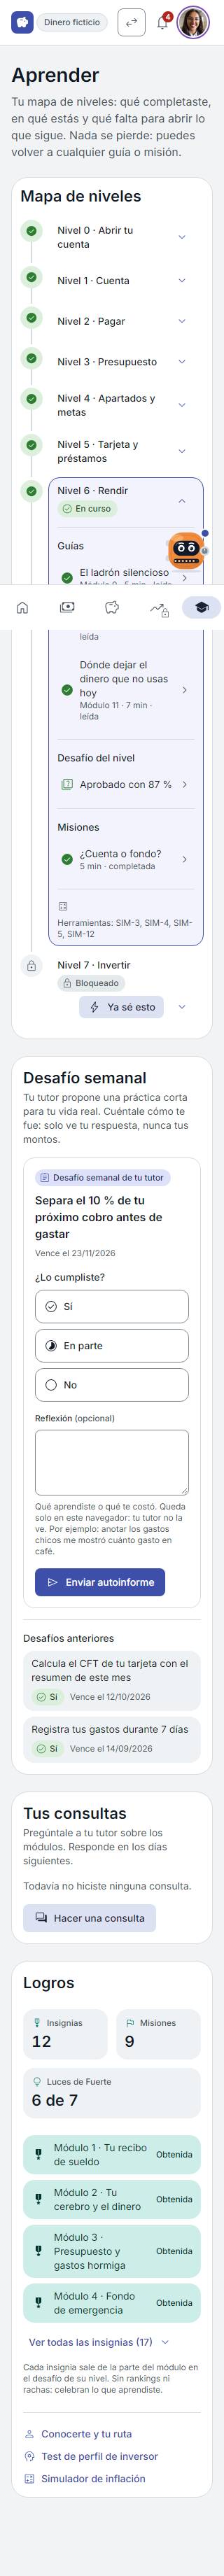 Dinero ficticio
4
Aprender
Tu mapa de niveles: qué completaste,
en qué estás y qué falta para abrir lo
que sigue. Nada se pierde: puedes
volver a cualquier guía o misión.
Mapa de niveles
Nivel 0 · Abrir tu
cuenta
Nivel 1 · Cuenta
Nivel 2 · Pagar
Nivel 3 · Presupuesto
Nivel 4 · Apartados y
metas
Nivel 5 · Tarjeta y
préstamos
Nivel 6 · Rendir
En curso
Guías
El ladrón silencioso
leída
Dónde dejar el
dinero que no usas
hoy
Módulo 11 · 7 min ·
leída
Desafío del nivel
Aprobado con 87 %
Misiones
¿Cuenta o fondo?
5 min · completada
Herramientas: SIM-3, SIM-4, SIM-
5, SIM-12
Nivel 7 · Invertir
Bloqueado
Ya sé esto
Desafío semanal
Tu tutor propone una práctica corta
para tu vida real. Cuéntale cómo te
fue: solo ve tu respuesta, nunca tus
montos.
Desafío semanal de tu tutor
Separa el 10 % de tu
próximo cobro antes de
gastar
Vence el 23/11/2026
¿Lo cumpliste?
Sí
En parte
No
Reflexión (opcional)
Qué aprendiste o qué te costó. Queda
solo en este navegador: tu tutor no la
ve. Por ejemplo: anotar los gastos
chicos me mostró cuánto gasto en
café.
Enviar autoinforme
Desafíos anteriores
Calcula el CFT de tu tarjeta con el
resumen de este mes
Sí Vence el 12/10/2026
Registra tus gastos durante 7 días
Sí Vence el 14/09/2026
Tus consultas
Pregúntale a tu tutor sobre los
módulos. Responde en los días
siguientes.
Todavía no hiciste ninguna consulta.
Hacer una consulta
Logros
Insignias
12
Misiones
9
Luces de Fuerte
6 de 7
Módulo 1 · Tu recibo
de sueldo
Obtenida
Módulo 2 · Tu
cerebro y el dinero
Obtenida
Módulo 3 ·
Presupuesto y
gastos hormiga
Obtenida
Módulo 4 · Fondo
de emergencia
Obtenida
Ver todas las insignias (17)
Cada insignia sale de la parte del módulo en
el desafío de su nivel. Sin rankings ni
rachas: celebran lo que aprendiste.
Conocerte y tu ruta
Test de perfil de inversor
Simulador de inflación